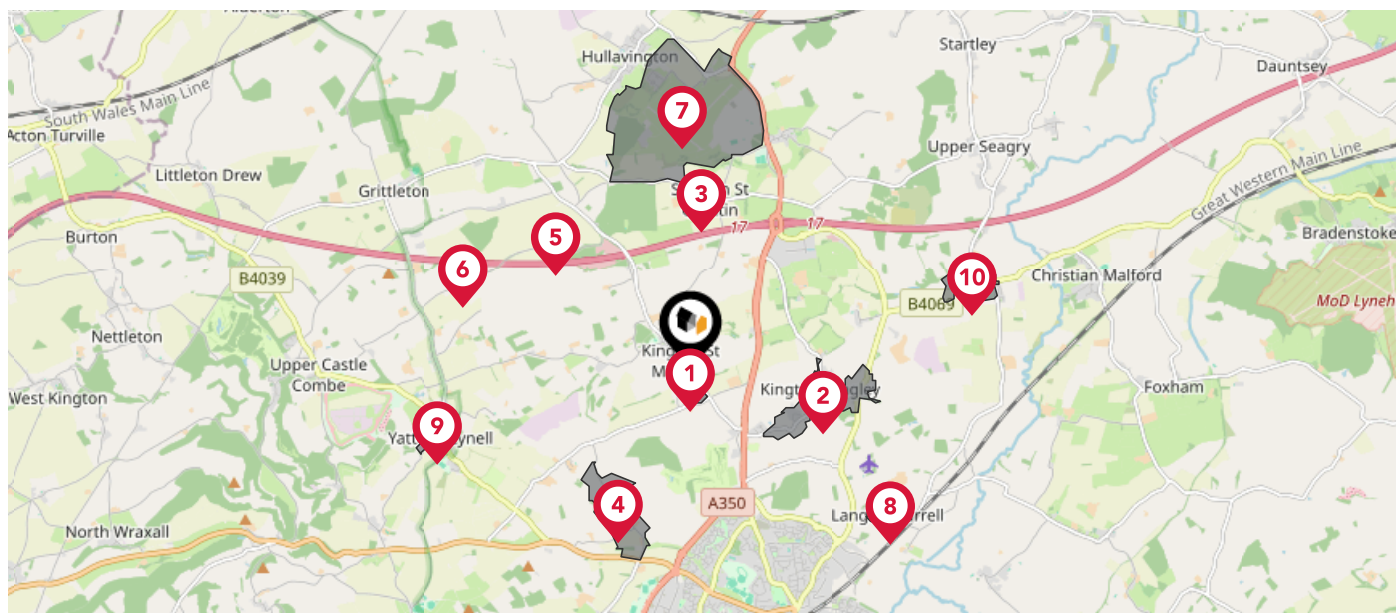 Hullavington
Startley
Dauntsey
South Wales Main Line
Acton Turville
7
Upper Seagry
Great Western Main Line
Littleton Drew
Grittleton
3
17
17
Burton
5
Bradenstoke
6
B4039
10
Christian Malford
B4069
MoD Lyneh
Nettleton
Upper Castle
Combe
1
Foxham
2
West Kington
9
4
A350
8
North Wraxall